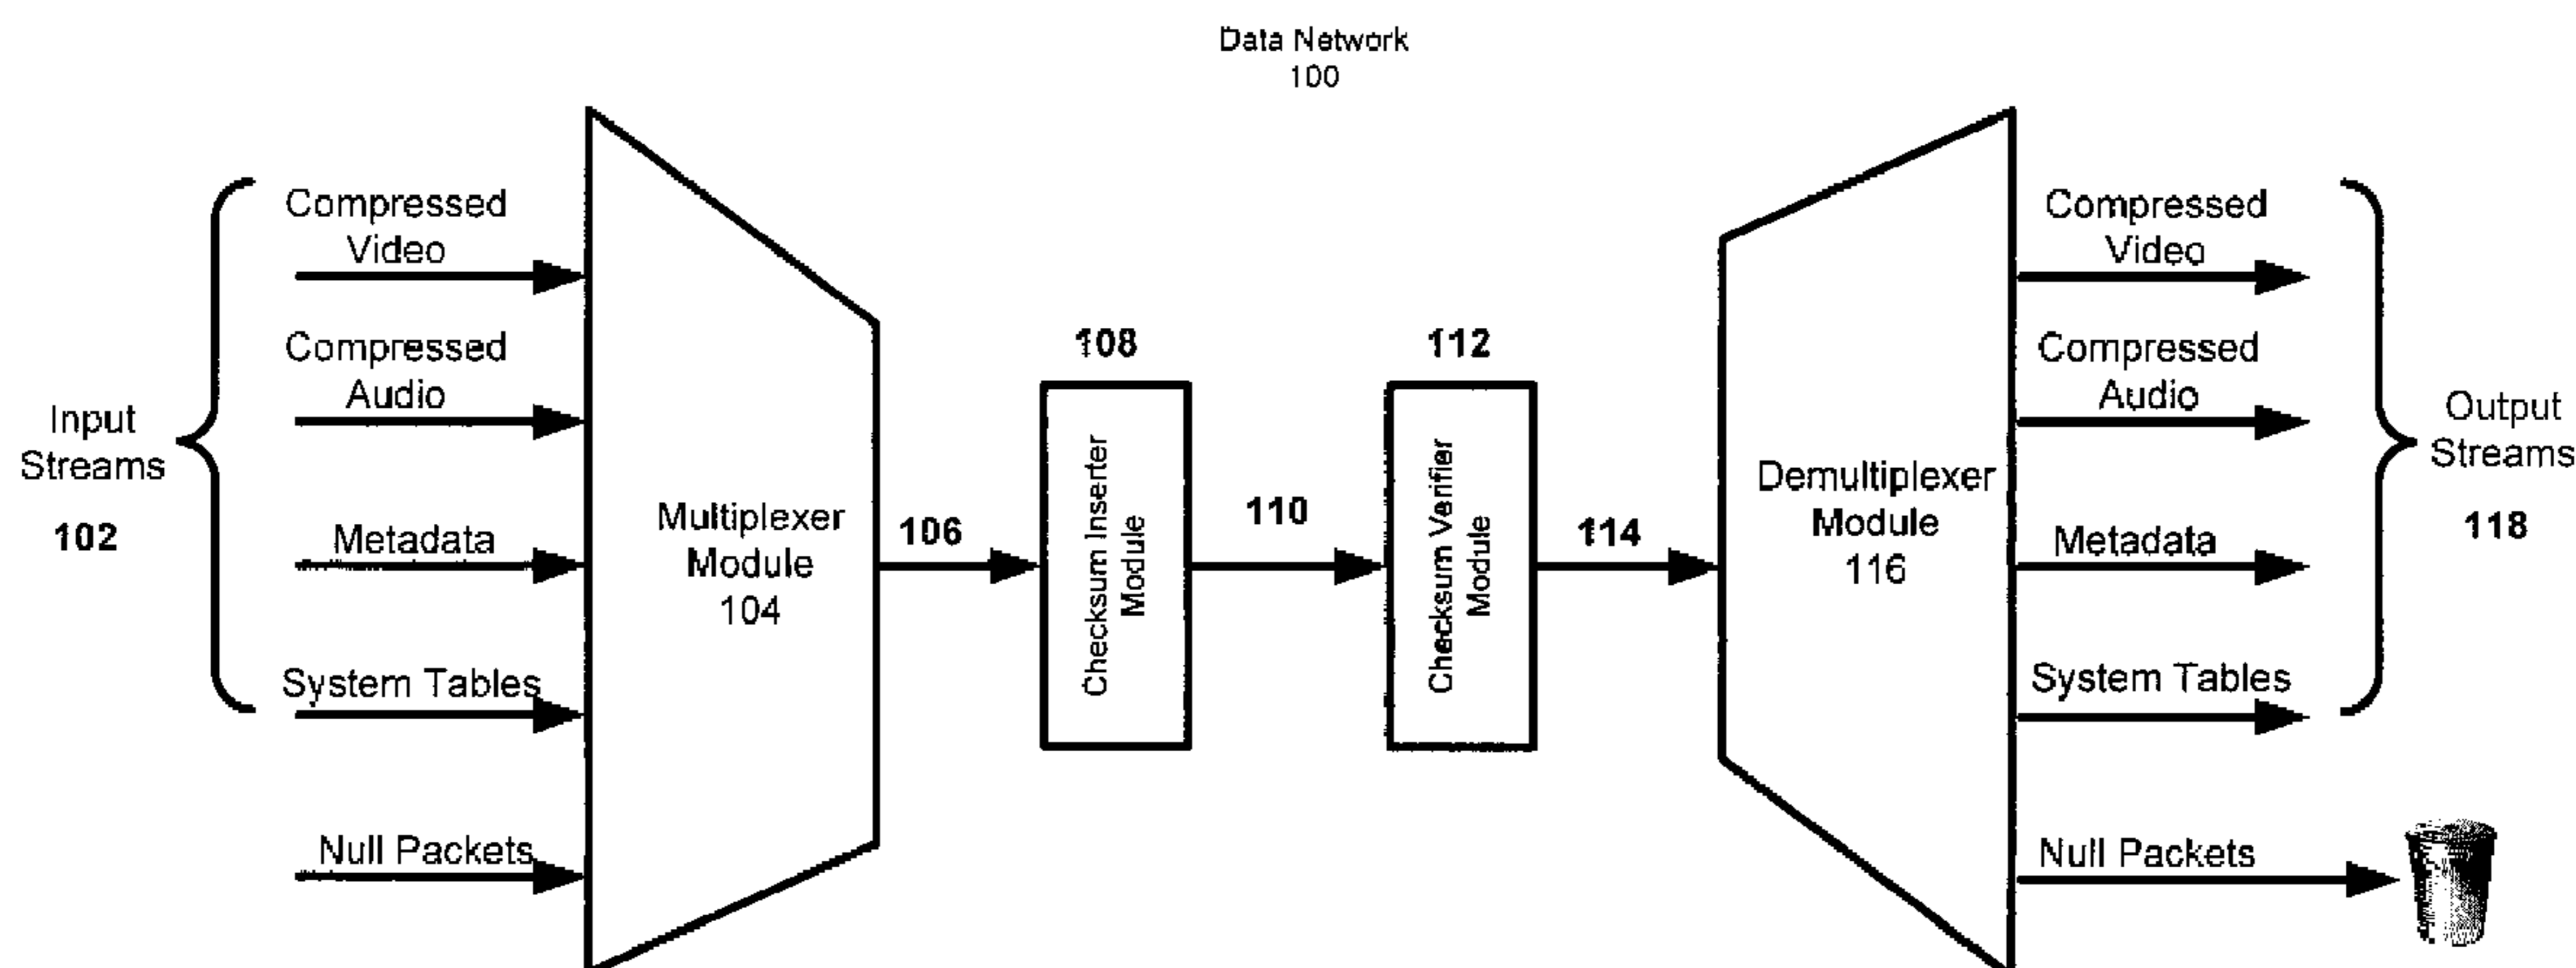 Data Network
100
Input
Streams
102
Compressed
Video
Compressed
Audio
Metadata
System Tables
Null Packets
Multiplexer
Module
104
106
108
Checksum Inserter
Module
110
112
Checksum Verifier
Module
114
Demultiplexer
Module
116
Compressed
Video
Compressed
Audio
Metadata
System Tables
Null Packets
Output
Streams
118